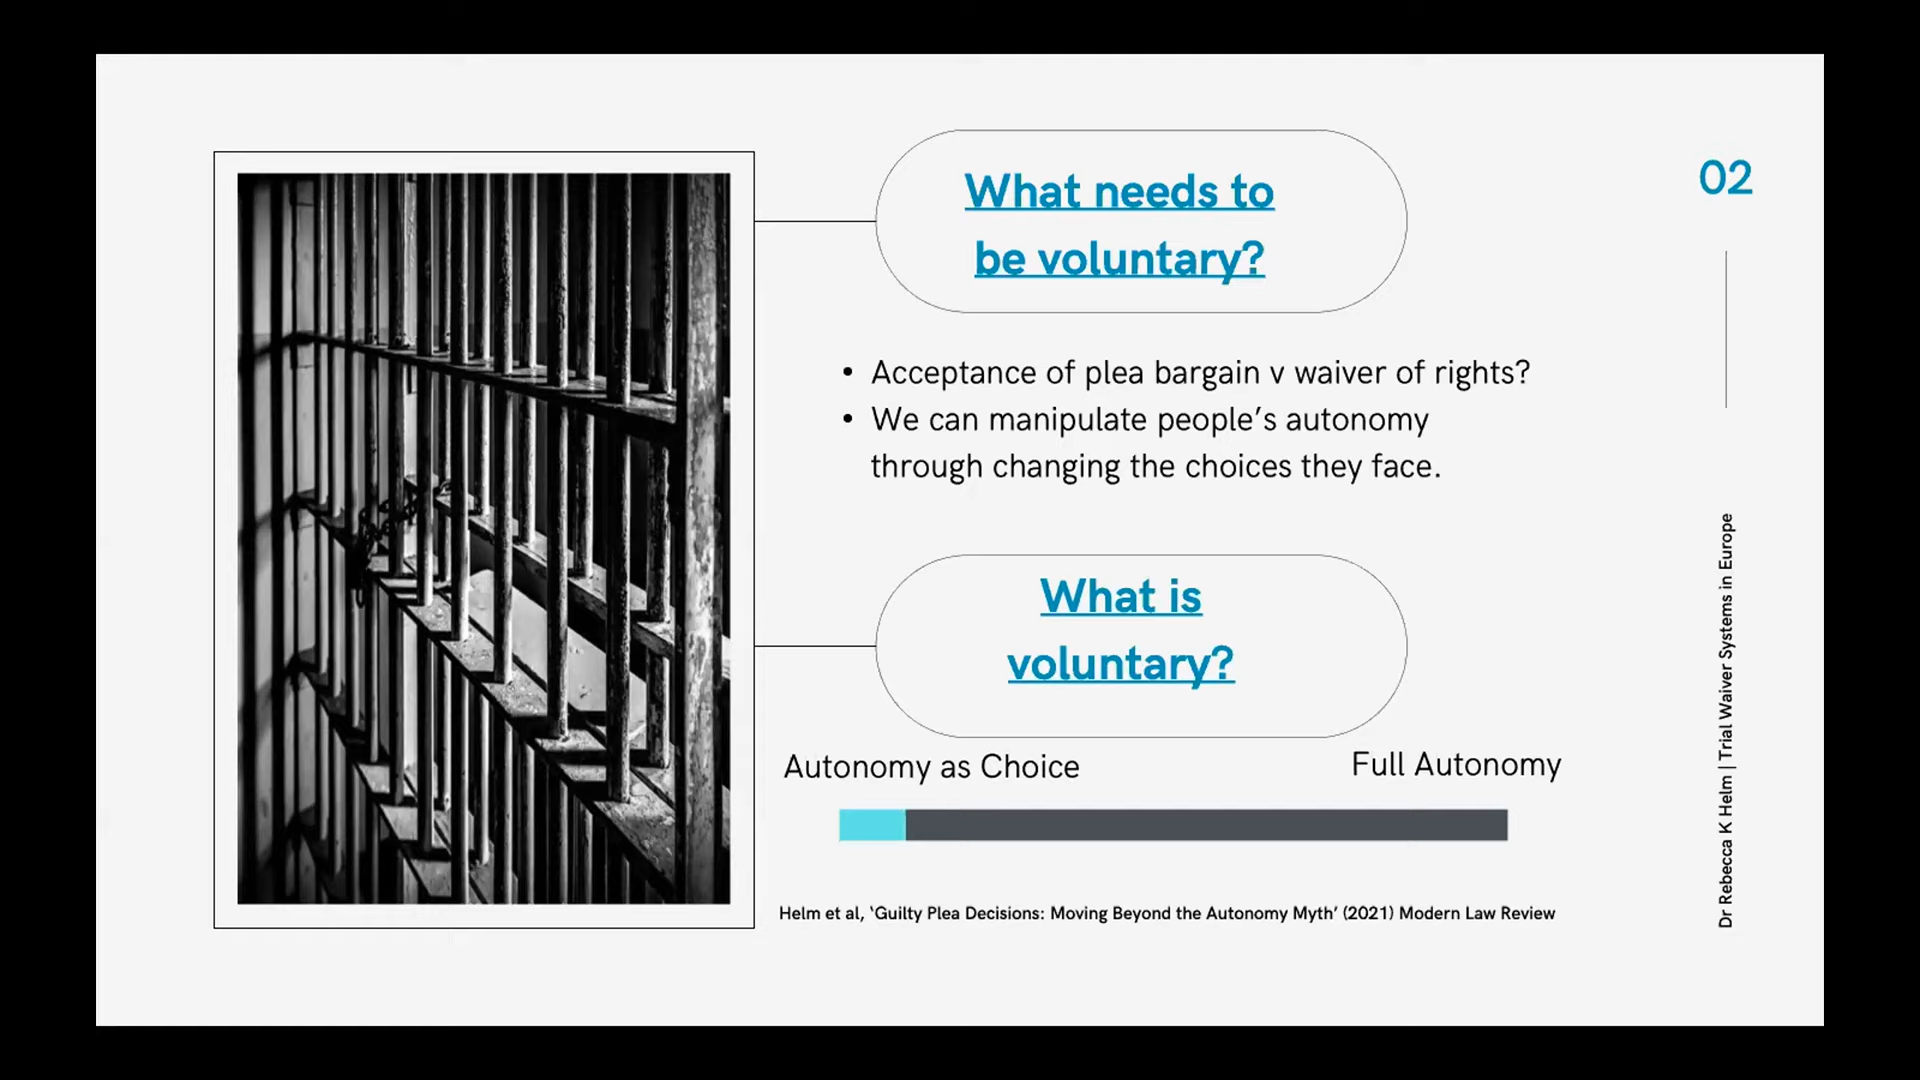 What needs to
be voluntary?
02
• Acceptance of plea bargain v waiver of rights?
• We can manipulate people’s autonomy
through changing the choices they face.
What is
voluntary?
Autonomy as Choice
Full Autonomy
Helm et al, ‘Guilty Plea Decisions: Moving Beyond the Autonomy Myth’ (2021) Modern Law Review
Dr Rebecca K Helm | Trial Waiver Systems in Europe